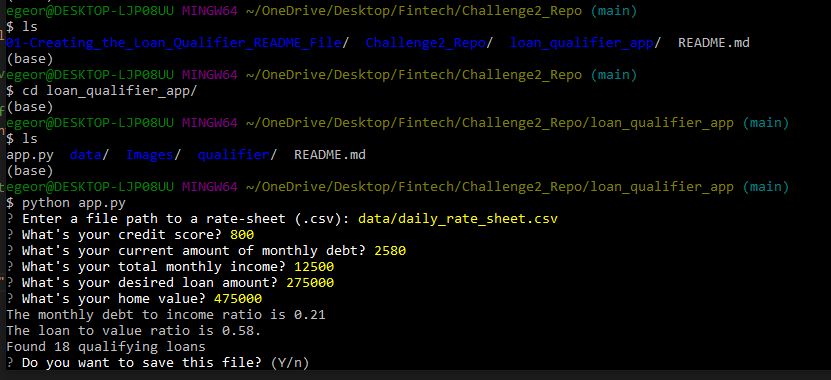 egeor@DESKTOP-LJP08UU MINGW64 ~/OneDrive/Desktop/Fintech/Challenge2_Repo (main)
$ ls
01-Creating_the_Loan_Qualifier_README_File/  Challenge2_Repo/  loan_qualifier_app/  README.md
(base)
egeor@DESKTOP-LJP08UU MINGW64 ~/OneDrive/Desktop/Fintech/Challenge2_Repo (main)
$ cd loan_qualifier_app/
(base)
egeor@DESKTOP-LJP08UU MINGW64 ~/OneDrive/Desktop/Fintech/Challenge2_Repo/loan_qualifier_app (main)
$ ls
app.py  data/  Images/  qualifier/  README.md
(base)
egeor@DESKTOP-LJP08UU MINGW64 ~/OneDrive/Desktop/Fintech/Challenge2_Repo/loan_qualifier_app (main)
$ python app.py
? Enter a file path to a rate-sheet (.csv): data/daily_rate_sheet.csv
? What's your credit score? 800
? What's your current amount of monthly debt? 2580
? What's your total monthly income? 12500
? What's your desired loan amount? 275000
? What's your home value? 475000
The monthly debt to income ratio is 0.21
The loan to value ratio is 0.58.
Found 18 qualifying loans
? Do you want to save this file? (Y/n)